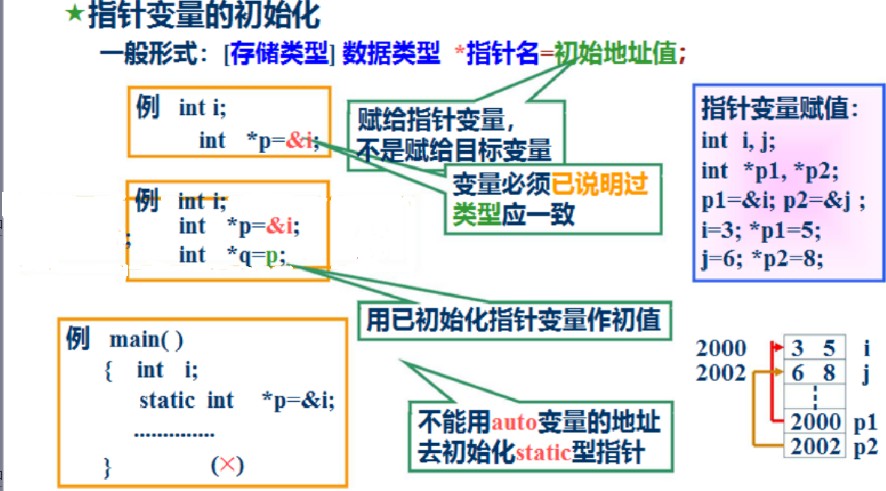 ★指针变量的初始化
一般形式：[存储类型] 数据类型 *指针名=初始地址值;
例 int i;
int *p=&i;
赋给指针变量，
不是赋给目标变量
变量必须已说明过
类型应一致
例 int i;
int *p=&i;
;
int *q=p;
用已初始化指针变量作初值
例 main( )
{ int i;
static int *p=&i;
..............
} (×)
不能用auto变量的地址
去初始化static型指针
指针变量赋值：
int i, j;
int *p1, *p2;
p1=&i; p2=&j ;
i=3; *p1=5;
j=6; *p2=8;
2000 3 5 i
2002 6 8 j
2000 p1
2002 p2